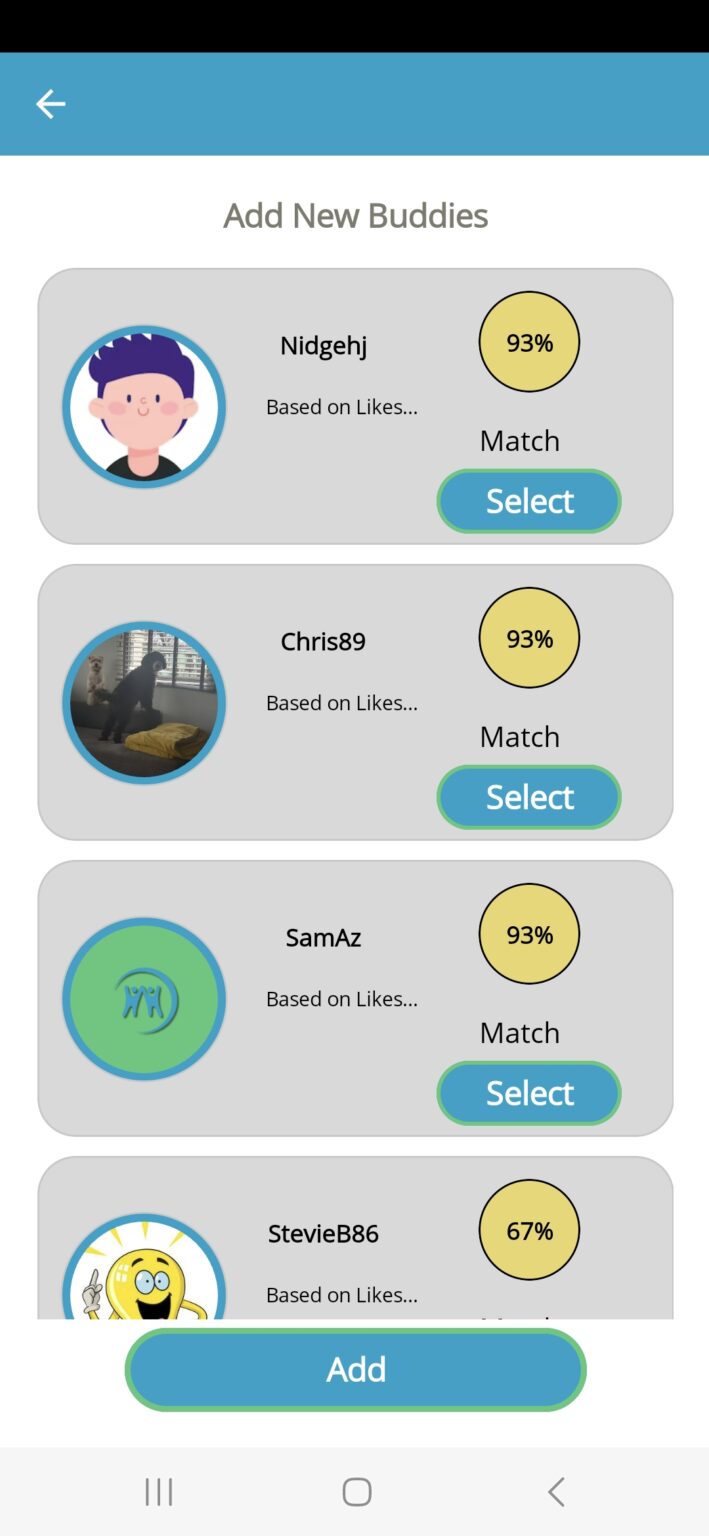 Add New Buddies
Nidgehj
93%
Based on Likes...
Match
Select
Chris89
93%
Based on Likes...
Match
Select
SamAz
93%
Based on Likes...
Match
Select
StevieB86
67%
Based on Likes...
Add